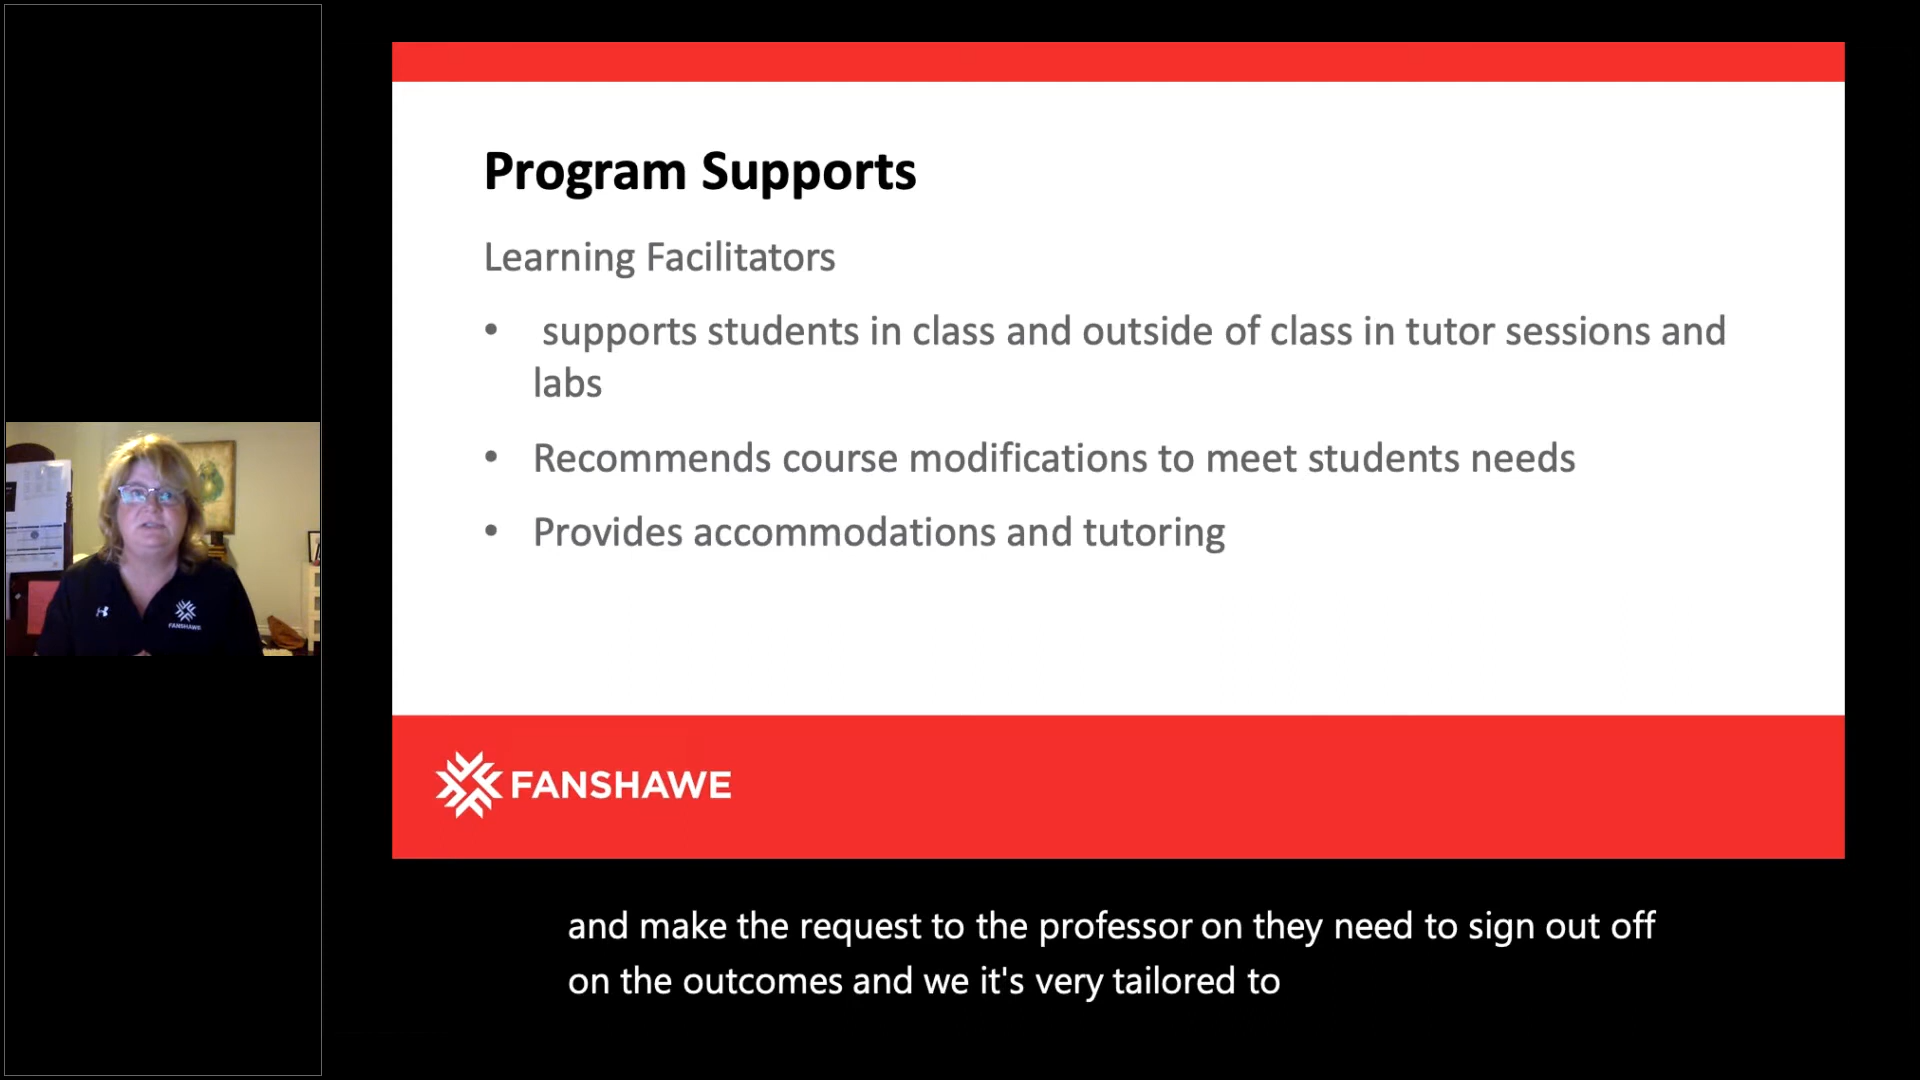 Program Supports
Learning Facilitators
• supports students in class and outside of class in tutor sessions and
labs
• Recommends course modifications to meet students needs
• Provides accommodations and tutoring
FANSHAWE
FANSHAWE
and make the request to the professor on they need to sign out off
on the outcomes and we it's very tailored to